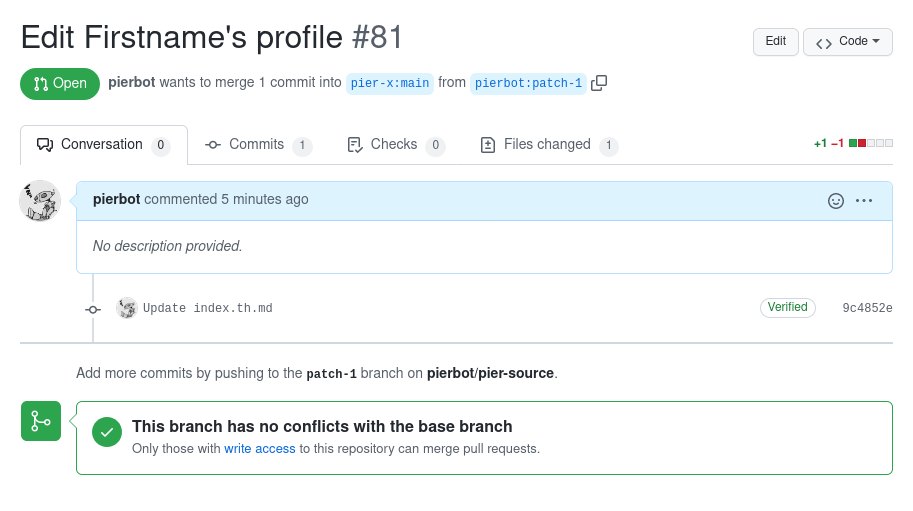 Edit Firstname's profile #81
Edit
Code
Open
pierbot wants to merge 1 commit into pier-x:main from pierbot:patch-1
Conversation 0
Commits 1
Checks 0
Files changed 1
+1 −1
pierbot commented 5 minutes ago
No description provided.
Update index.th.md
Verified
9c4852e
Add more commits by pushing to the patch-1 branch on pierbot/pier-source.
This branch has no conflicts with the base branch
Only those with write access to this repository can merge pull requests.